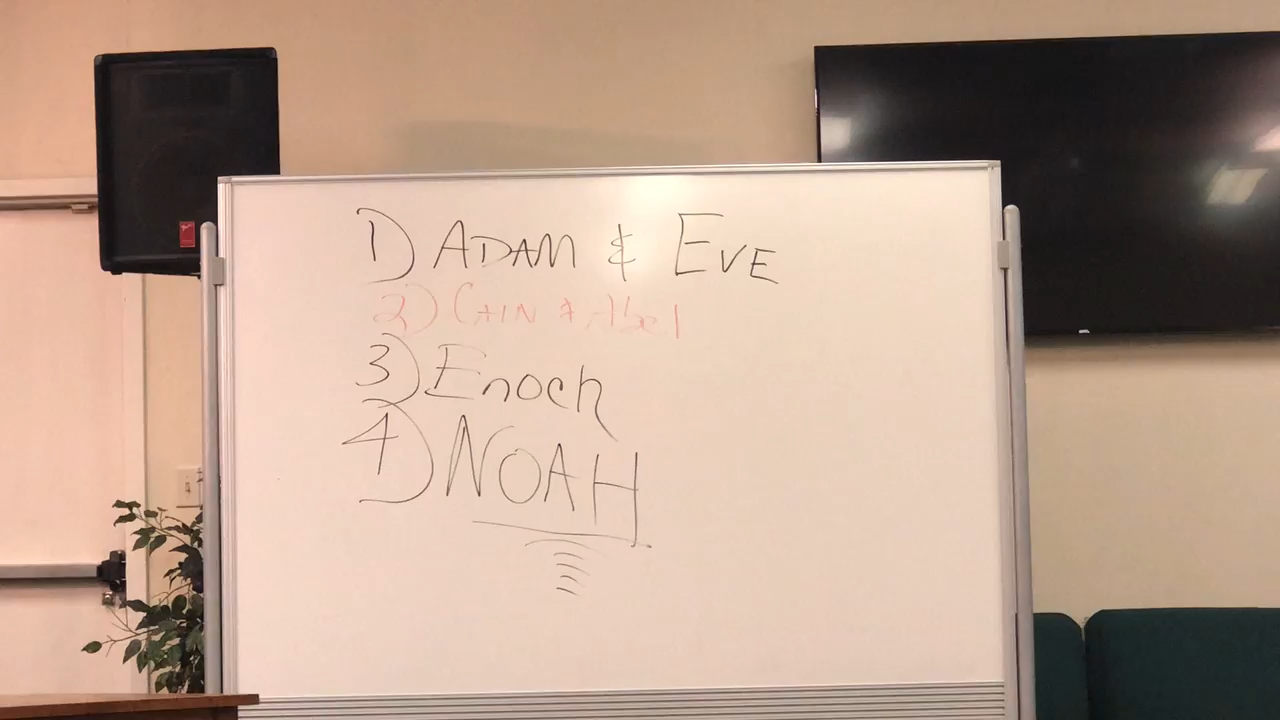 1) ADAM & EVE
2) CAIN & Abel
3) Enoch
4) NOAH